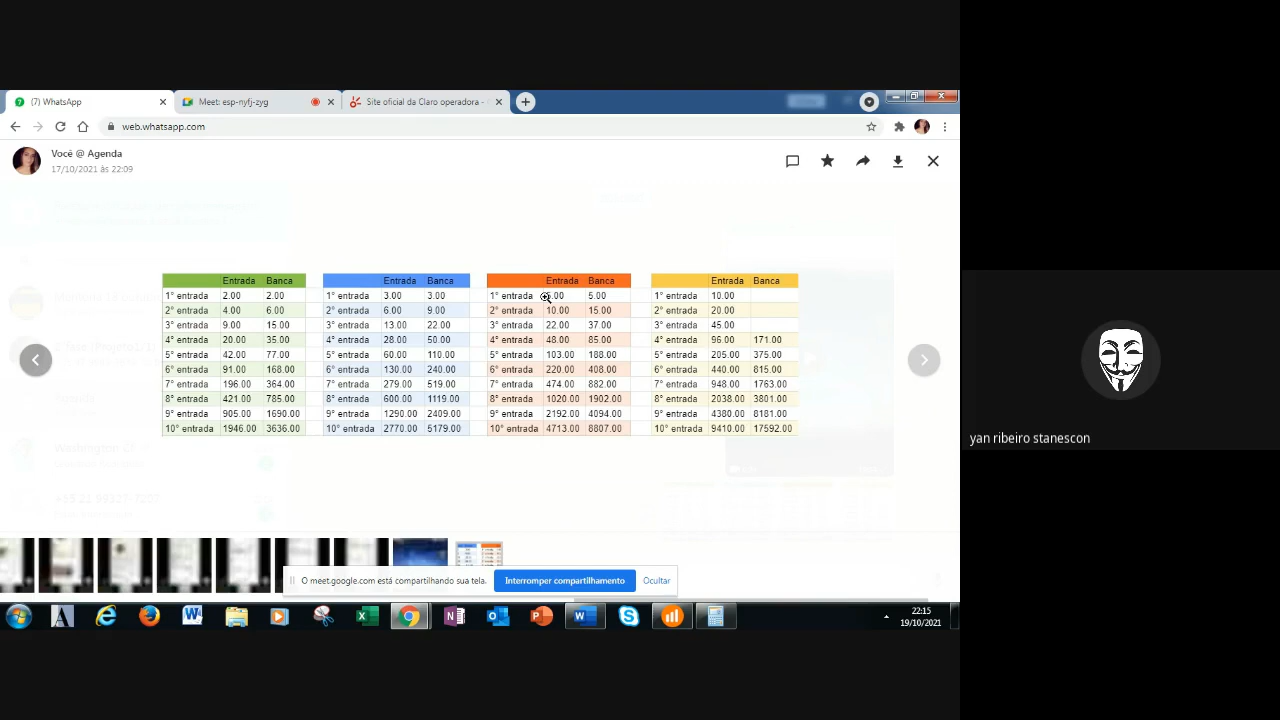 (7) WhatsApp
Meet: esp-nyfj-zyg
Site oficial da Claro operadora -
web.whatsapp.com
Você @ Agenda
17/10/2021 às 22:09
Entrada Banca Entrada Banca Entrada Banca Entrada Banca
1° entrada 2.00 2.00 1° entrada 3.00 3.00 1° entrada 5.00 5.00 1° entrada 10.00
2° entrada 4.00 6.00 2° entrada 6.00 9.00 2° entrada 10.00 15.00 2° entrada 20.00
3° entrada 9.00 15.00 3° entrada 13.00 22.00 3° entrada 22.00 37.00 3° entrada 45.00
4° entrada 20.00 35.00 4° entrada 28.00 50.00 4° entrada 48.00 85.00 4° entrada 96.00 171.00
5° entrada 42.00 77.00 5° entrada 60.00 110.00 5° entrada 103.00 188.00 5° entrada 205.00 375.00
6° entrada 91.00 168.00 6° entrada 130.00 240.00 6° entrada 220.00 408.00 6° entrada 440.00 815.00
7° entrada 196.00 364.00 7° entrada 279.00 519.00 7° entrada 474.00 882.00 7° entrada 948.00 1763.00
8° entrada 421.00 785.00 8° entrada 600.00 1119.00 8° entrada 1020.00 1902.00 8° entrada 2038.00 3801.00
9° entrada 905.00 1690.00 9° entrada 1290.00 2409.00 9° entrada 2192.00 4094.00 9° entrada 4380.00 8181.00
10° entrada 1946.00 3636.00 10° entrada 2770.00 5179.00 10° entrada 4713.00 8807.00 10° entrada 9410.00 17592.00
yan ribeiro stanescon
O meet.google.com está compartilhando sua tela.
Interromper compartilhamento
Ocultar
22:15
19/10/2021